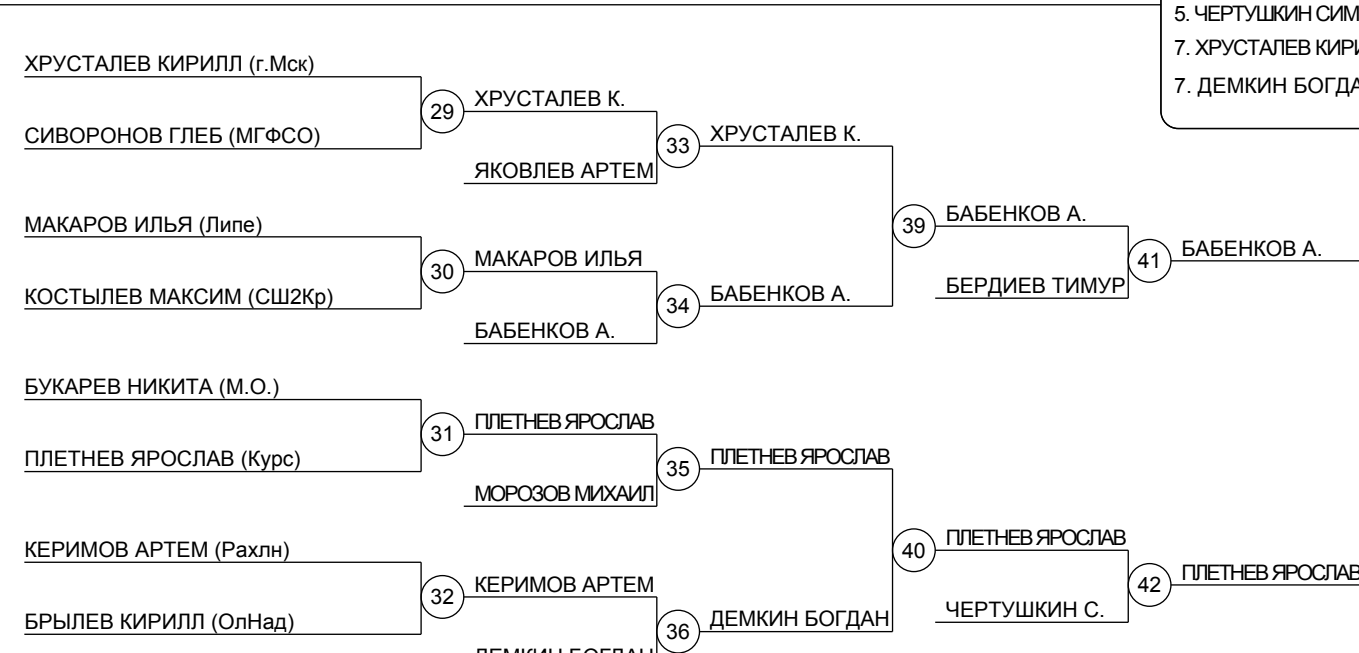 5. ЧЕРТУШКИН СИМ
7. ХРУСТАЛЕВ КИРИ
7. ДЕМКИН БОГДА
ХРУСТАЛЕВ КИРИЛЛ (г.Мск)
29
ХРУСТАЛЕВ К.
СИВОРОНОВ ГЛЕБ (МГФСО)
33
ХРУСТАЛЕВ К.
ЯКОВЛЕВ АРТЕМ
МАКАРОВ ИЛЬЯ (Липе)
39
БАБЕНКОВ А.
30
МАКАРОВ ИЛЬЯ
41
БАБЕНКОВ А.
КОСТЫЛЕВ МАКСИМ (СШ2Кр)
34
БАБЕНКОВ А.
БЕРДИЕВ ТИМУР
БАБЕНКОВ А.
БУКАРЕВ НИКИТА (М.О.)
31
ПЛЕТНЕВ ЯРОСЛАВ
ПЛЕТНЕВ ЯРОСЛАВ (Курс)
35
ПЛЕТНЕВ ЯРОСЛАВ
МОРОЗОВ МИХАИЛ
КЕРИМОВ АРТЕМ (Рахлн)
40
ПЛЕТНЕВ ЯРОСЛАВ
32
КЕРИМОВ АРТЕМ
42
ПЛЕТНЕВ ЯРОСЛАВ
БРЫЛЕВ КИРИЛЛ (ОлНад)
36
ДЕМКИН БОГДАН
ЧЕРТУШКИН С.
ДЕМКИН БОГДАН